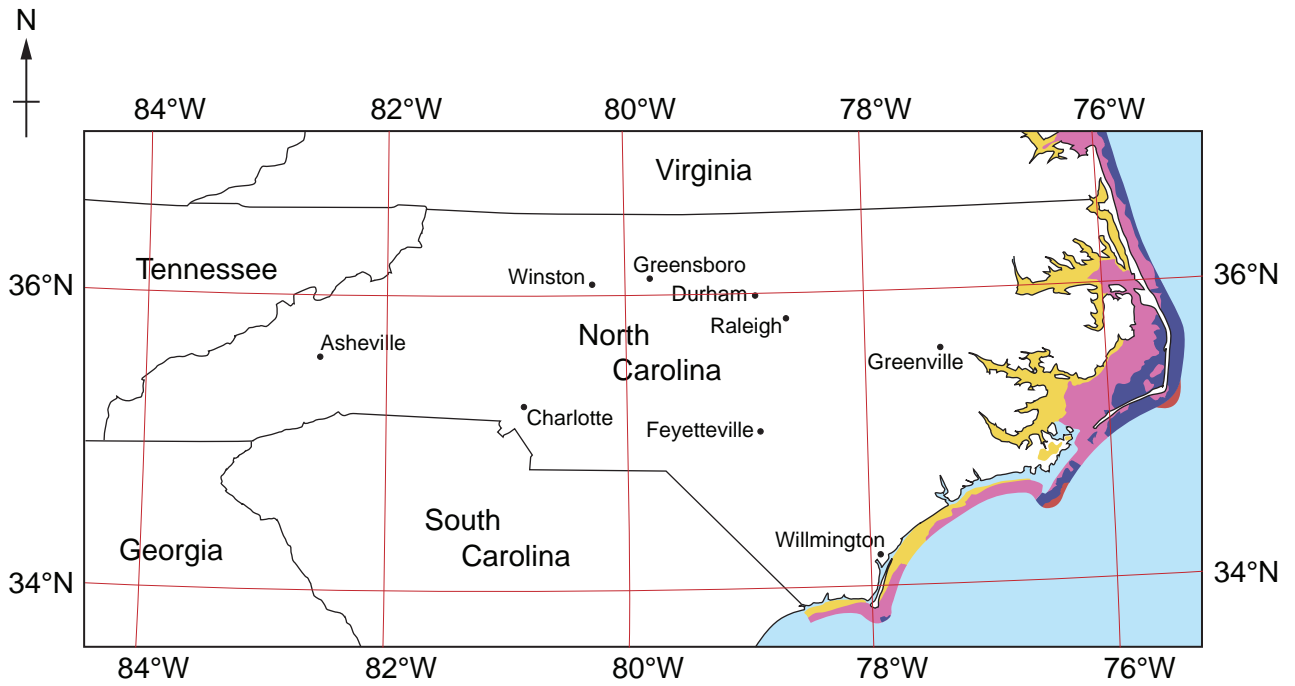 N
84°W 82°W 80°W 78°W 76°W
Virginia
Tennessee
36°N
36°N
Winston
Greensboro
Durham
Raleigh
North
Carolina
Asheville
Greenville
Charlotte
Feyetteville
South
Carolina
Georgia
Willmington
34°N
34°N
84°W 82°W 80°W 78°W 76°W